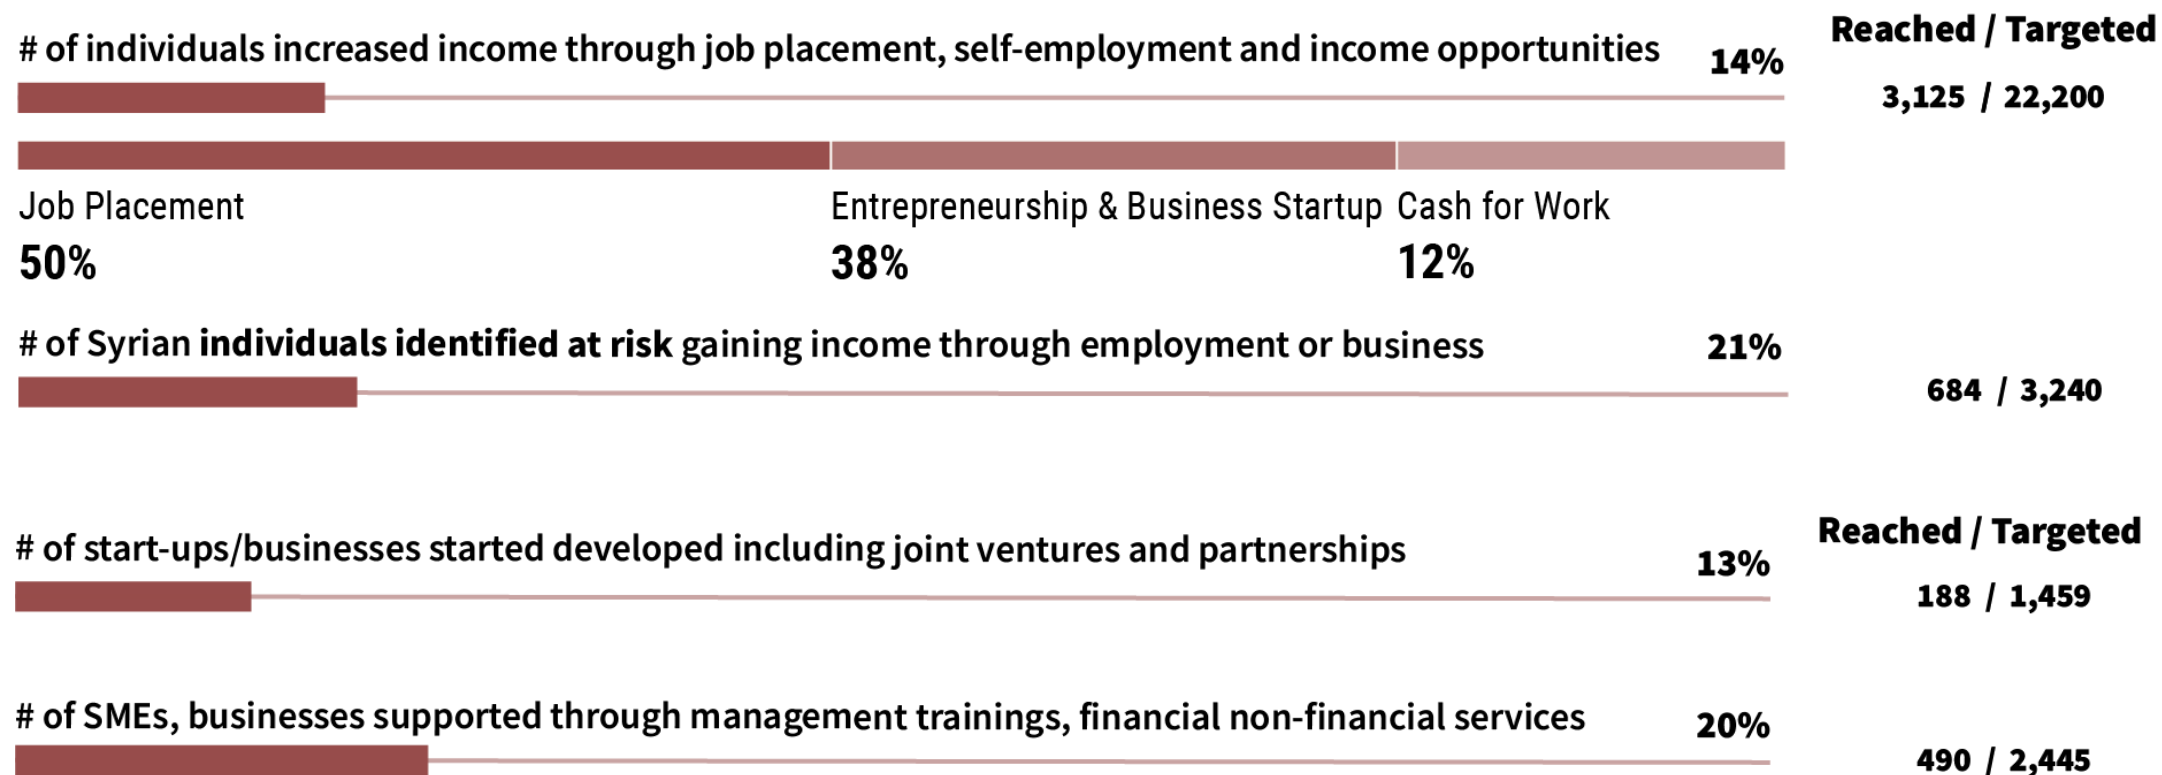 Reached / Targeted
# of individuals increased income through job placement, self-employment and income opportunities 14%
3,125 / 22,200
Job Placement Entrepreneurship & Business Startup Cash for Work
50% 38% 12%
# of Syrian individuals identified at risk gaining income through employment or business 21%
684 / 3,240
Reached / Targeted
# of start-ups/businesses started developed including joint ventures and partnerships 13%
188 / 1,459
# of SMEs, businesses supported through management trainings, financial non-financial services 20%
490 / 2,445